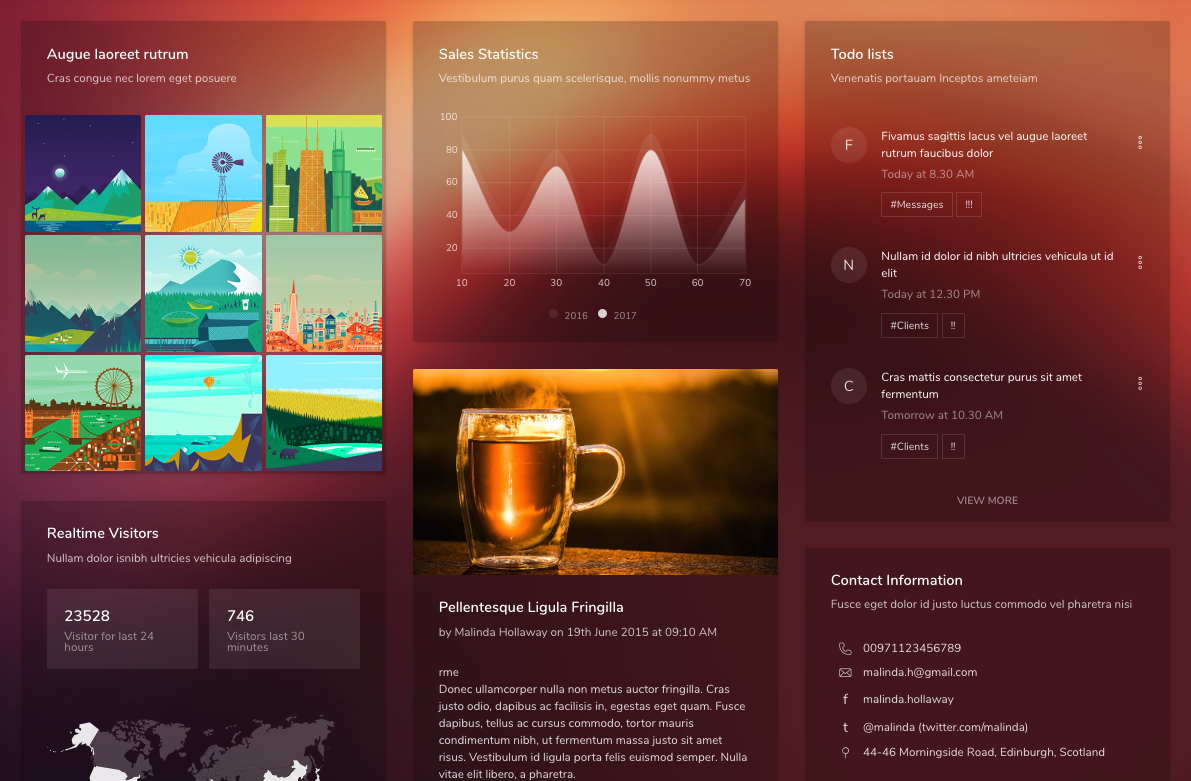 Augue laoreet rutrum
Cras congue nec lorem eget posuere
Realtime Visitors
Nullam dolor isnibh ultricies vehicula adipiscing
23528
Visitor for last 24
hours
746
Visitors last 30
minutes
Sales Statistics
Vestibulum purus quam scelerisque, mollis nonummy metus
100
80
60
40
20
10 20 30 40 50 60 70
2016 2017
Pellentesque Ligula Fringilla
by Malinda Hollaway on 19th June 2015 at 09:10 AM
rme
Donec ullamcorper nulla non metus auctor fringilla. Cras
justo odio, dapibus ac facilisis in, egestas eget quam. Fusce
dapibus, tellus ac cursus commodo, tortor mauris
condimentum nibh, ut fermentum massa justo sit amet
risus. Vestibulum id ligula porta felis euismod semper. Nulla
vitae elit libero, a pharetra.
Todo lists
Venenatis portauam Inceptos ameteiam
F
Fivamus sagittis lacus vel augue laoreet
rutrum faucibus dolor
Today at 8.30 AM
#Messages !!!
N
Nullam id dolor id nibh ultricies vehicula ut id
elit
Today at 12.30 PM
#Clients !!
C
Cras mattis consectetur purus sit amet
fermentum
Tomorrow at 10.30 AM
#Clients !!
VIEW MORE
Contact Information
Fusce eget dolor id justo luctus commodo vel pharetra nisi
00971123456789
malinda.h@gmail.com
f malinda.hollaway
t @malinda (twitter.com/malinda)
44-46 Morningside Road, Edinburgh, Scotland